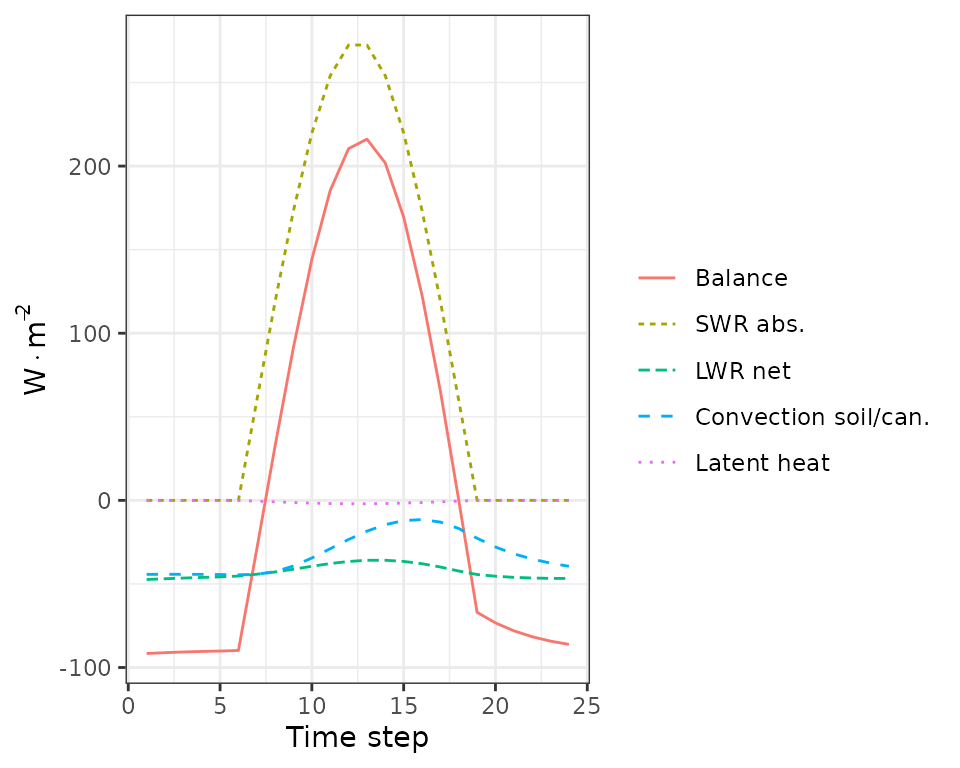 200
100
0
-100
0 5 10 15 20 25
Time step
W · m⁻²
Balance
SWR abs.
LWR net
Convection soil/can.
Latent heat